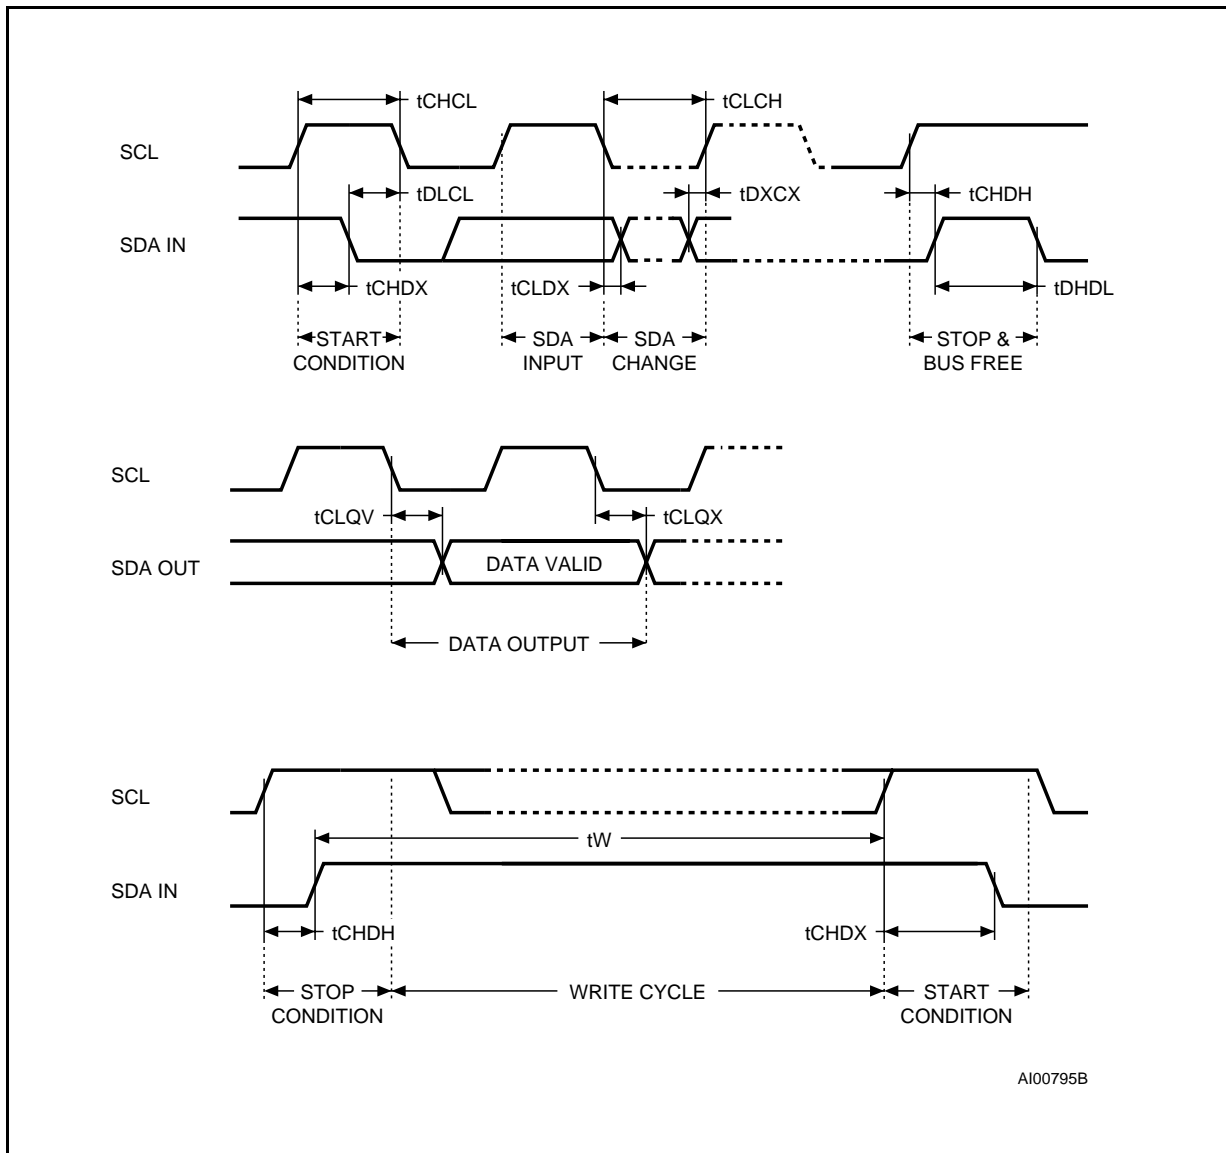 tCHCL
tCLCH
SCL
tDLCL
tDXCX
tCHDH
SDA IN
tCHDX
tCLDX
tDHDL
START
CONDITION
SDA
INPUT
SDA
CHANGE
STOP &
BUS FREE
SCL
tCLQV
tCLQX
SDA OUT
DATA VALID
DATA OUTPUT
SCL
tW
SDA IN
tCHDH
tCHDX
STOP
CONDITION
WRITE CYCLE
START
CONDITION
AI00795B